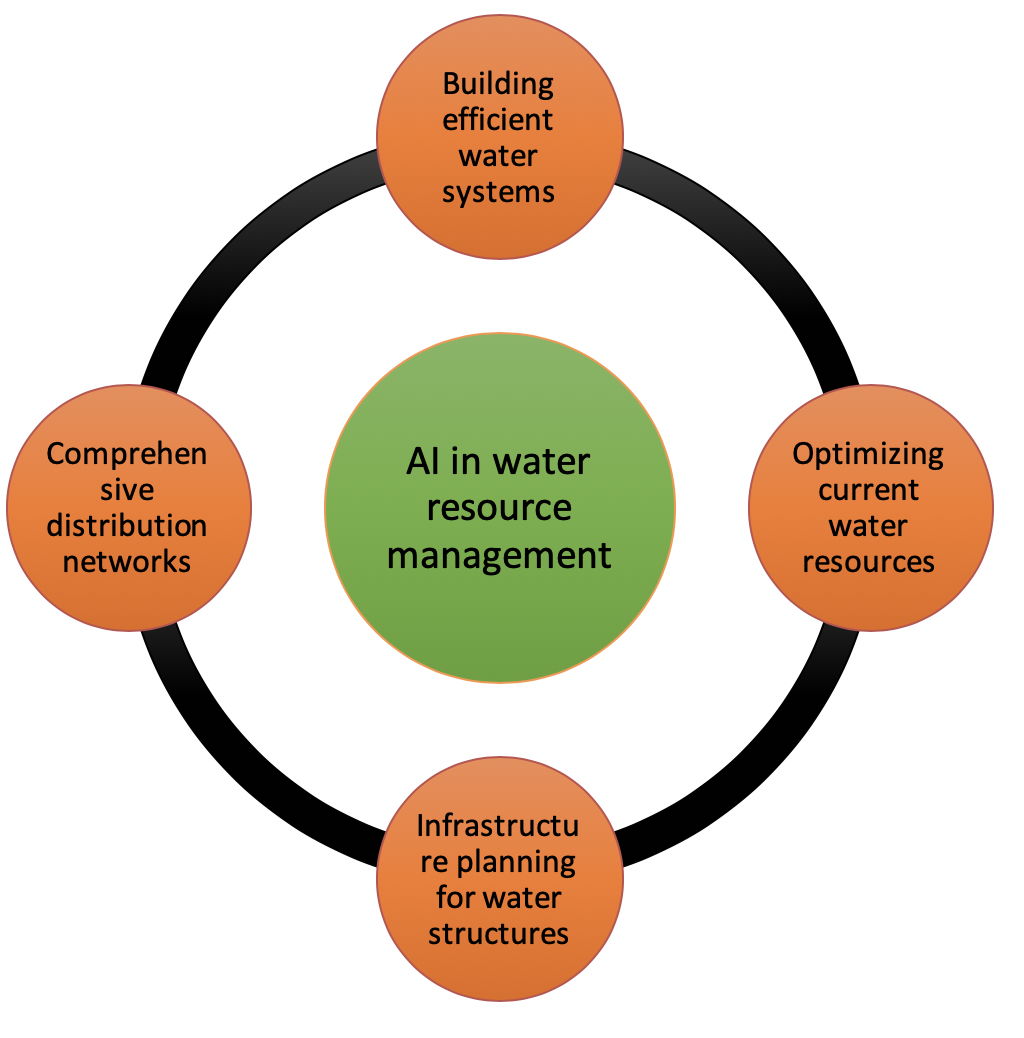 Building
efficient
water
systems
Comprehen
sive
distribution
networks
AI in water
resource
management
Optimizing
current
water
resources
Infrastructu
re planning
for water
structures